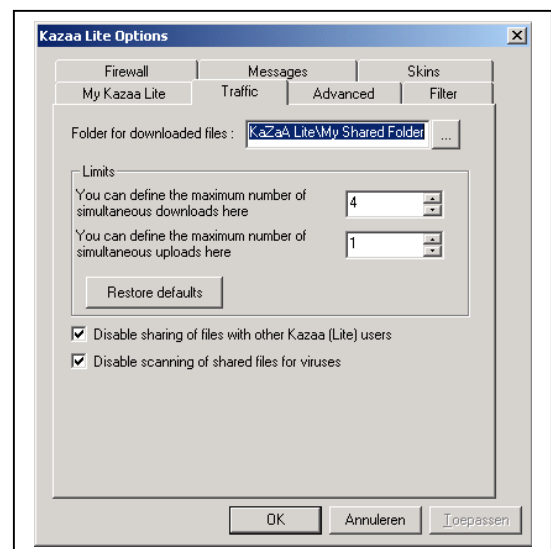 Kazaa Lite Options
Firewall Messages Skins
My Kazaa Lite Traffic Advanced Filter
Folder for downloaded files : KaZaA Lite\My Shared Folder ...
Limits
You can define the maximum number of
simultaneous downloads here
4
You can define the maximum number of
simultaneous uploads here
1
Restore defaults
Disable sharing of files with other Kazaa (Lite) users
Disable scanning of shared files for viruses
OK Annuleren Toepassen